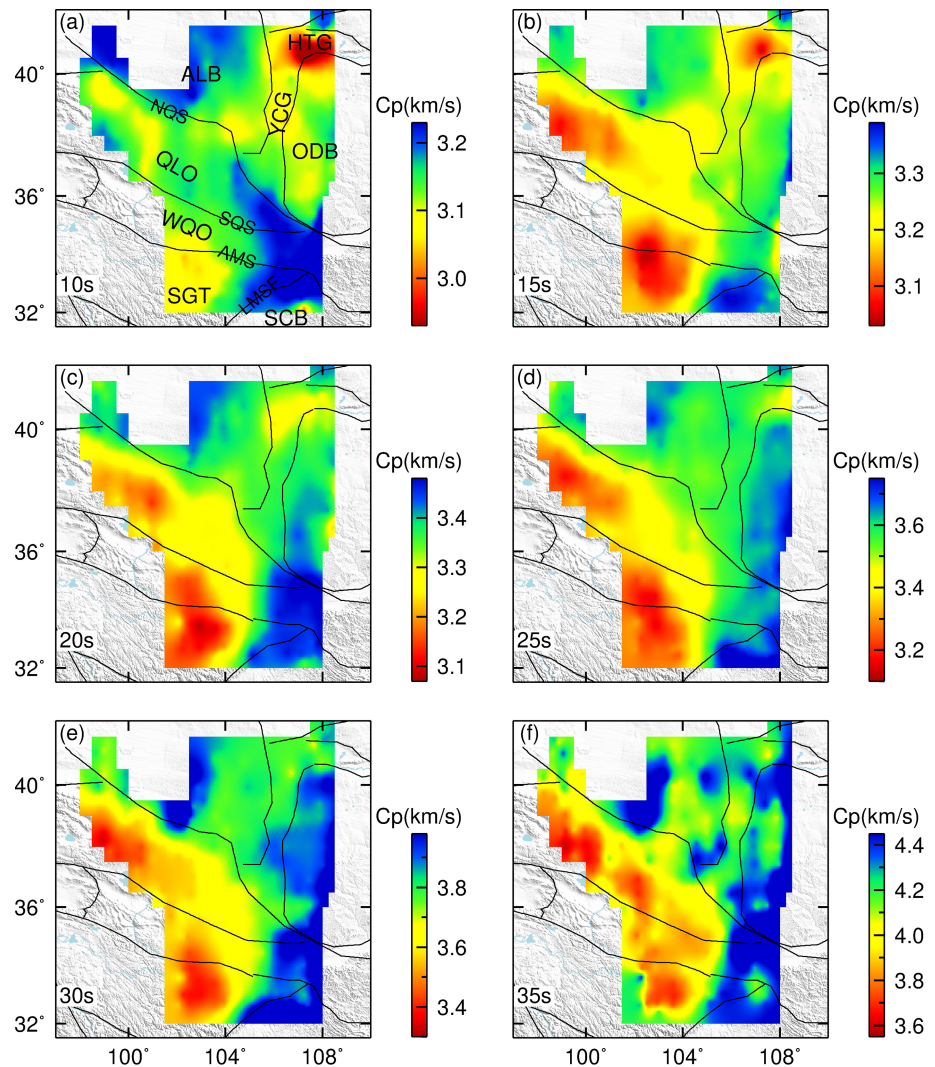 (a)
HTG
40°
ALB
NQS
YCG
ODB
QLO
36°
WQO
SQS
AMS
10s
SGT
LMSF
SCB
32°
Cp(km/s)
3.2
3.1
3.0
(b)
15s
Cp(km/s)
3.3
3.2
3.1
(c)
40°
36°
20s
32°
Cp(km/s)
3.4
3.3
3.2
3.1
(d)
25s
Cp(km/s)
3.6
3.4
3.2
(e)
40°
36°
30s
32°
100° 104° 108°
Cp(km/s)
3.8
3.6
3.4
(f)
35s
100° 104° 108°
Cp(km/s)
4.4
4.2
4.0
3.8
3.6